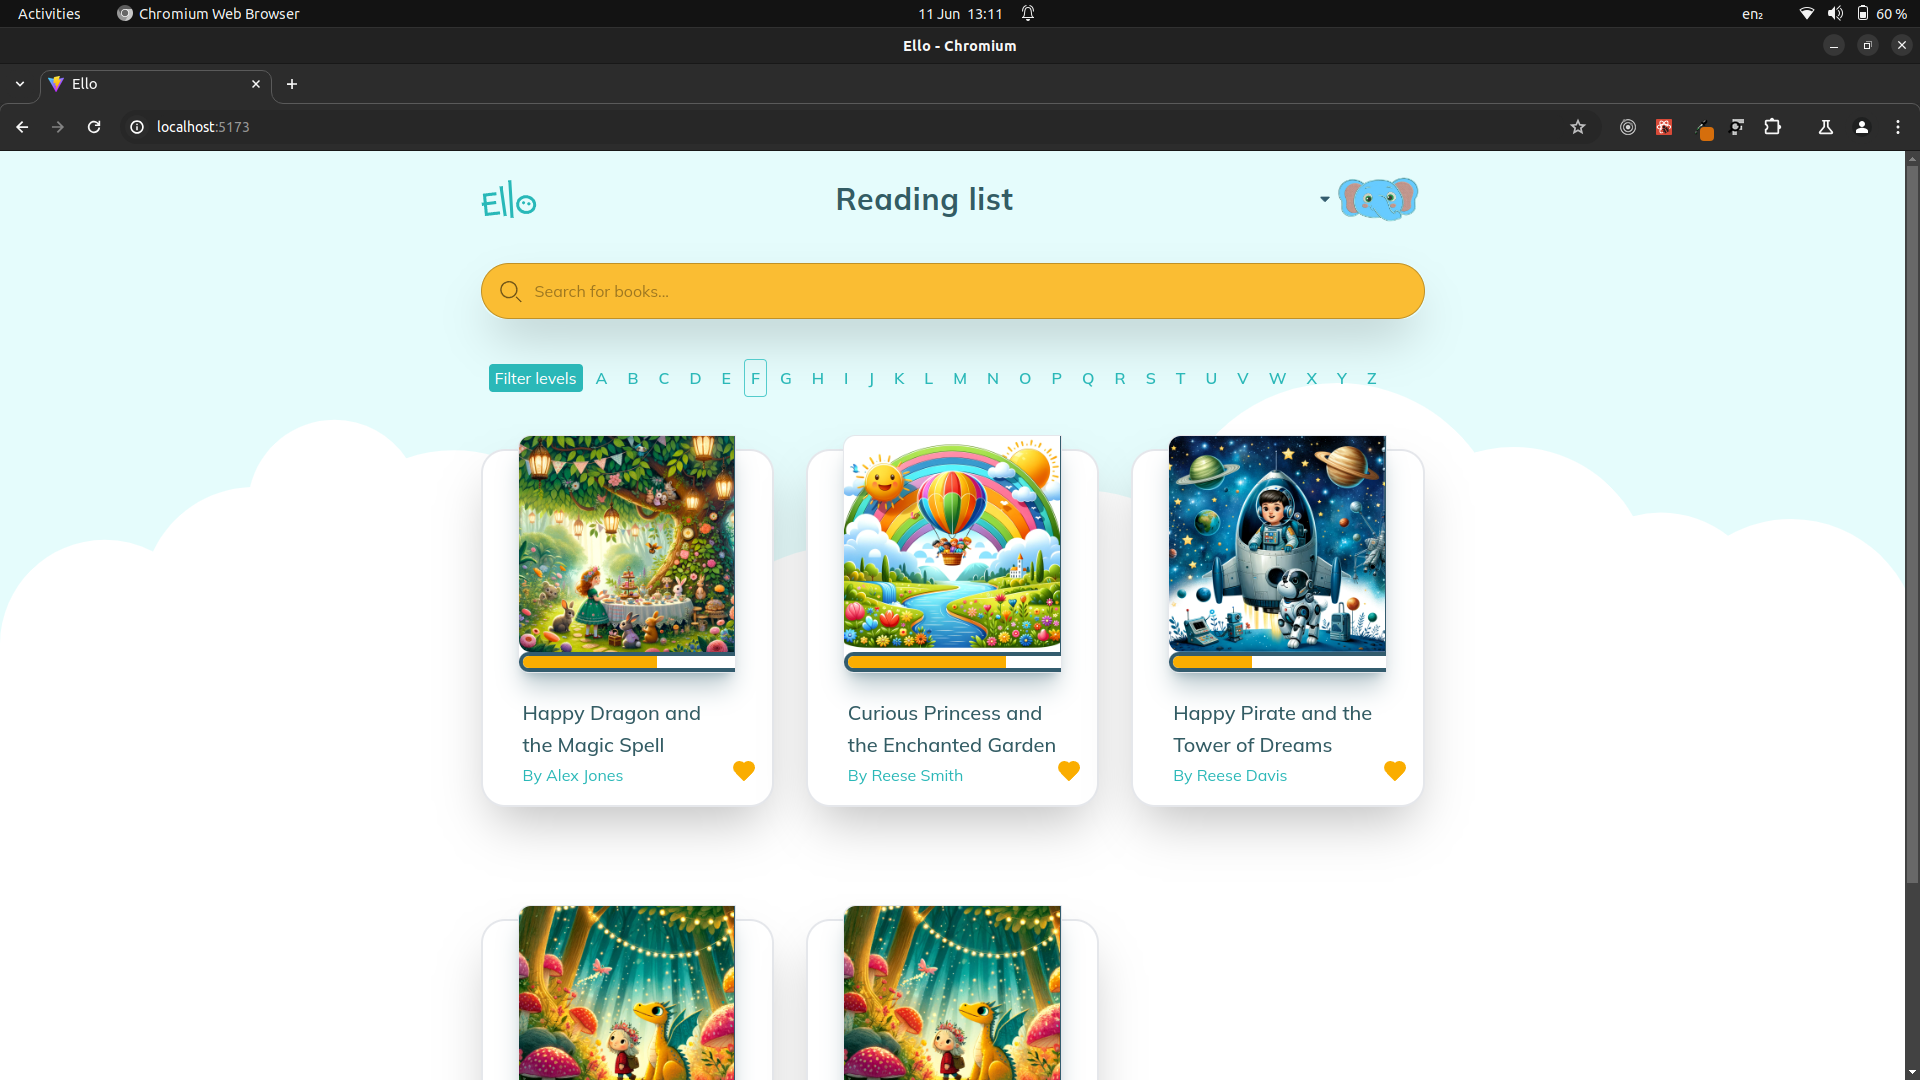 Activities Chromium Web Browser 11 Jun 13:11 en₂ 60 %
Ello - Chromium
Ello
localhost:5173
Ello Reading list
Search for books...
Filter levels A B C D E F G H I J K L M N O P Q R S T U V W X Y Z
Happy Dragon and
the Magic Spell
By Alex Jones
Curious Princess and
the Enchanted Garden
By Reese Smith
Happy Pirate and the
Tower of Dreams
By Reese Davis